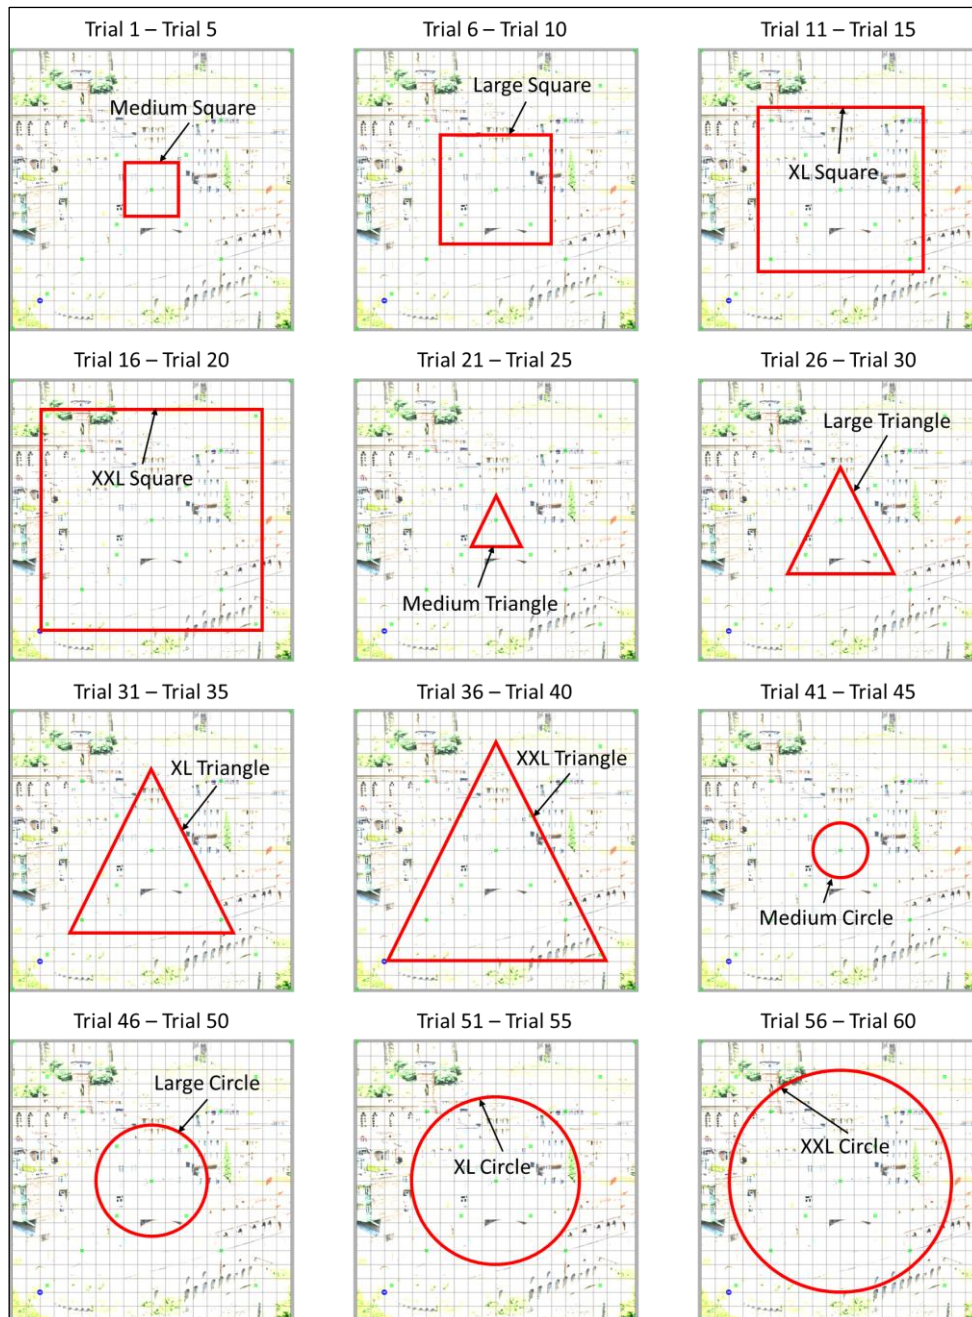 Trial 1 – Trial 5
Trial 6 – Trial 10
Trial 11 – Trial 15
Medium Square
Large Square
XL Square
Trial 16 – Trial 20
Trial 21 – Trial 25
Trial 26 – Trial 30
XXL Square
Medium Triangle
Large Triangle
Trial 31 – Trial 35
Trial 36 – Trial 40
Trial 41 – Trial 45
XL Triangle
XXL Triangle
Medium Circle
Trial 46 – Trial 50
Trial 51 – Trial 55
Trial 56 – Trial 60
Large Circle
XL Circle
XXL Circle